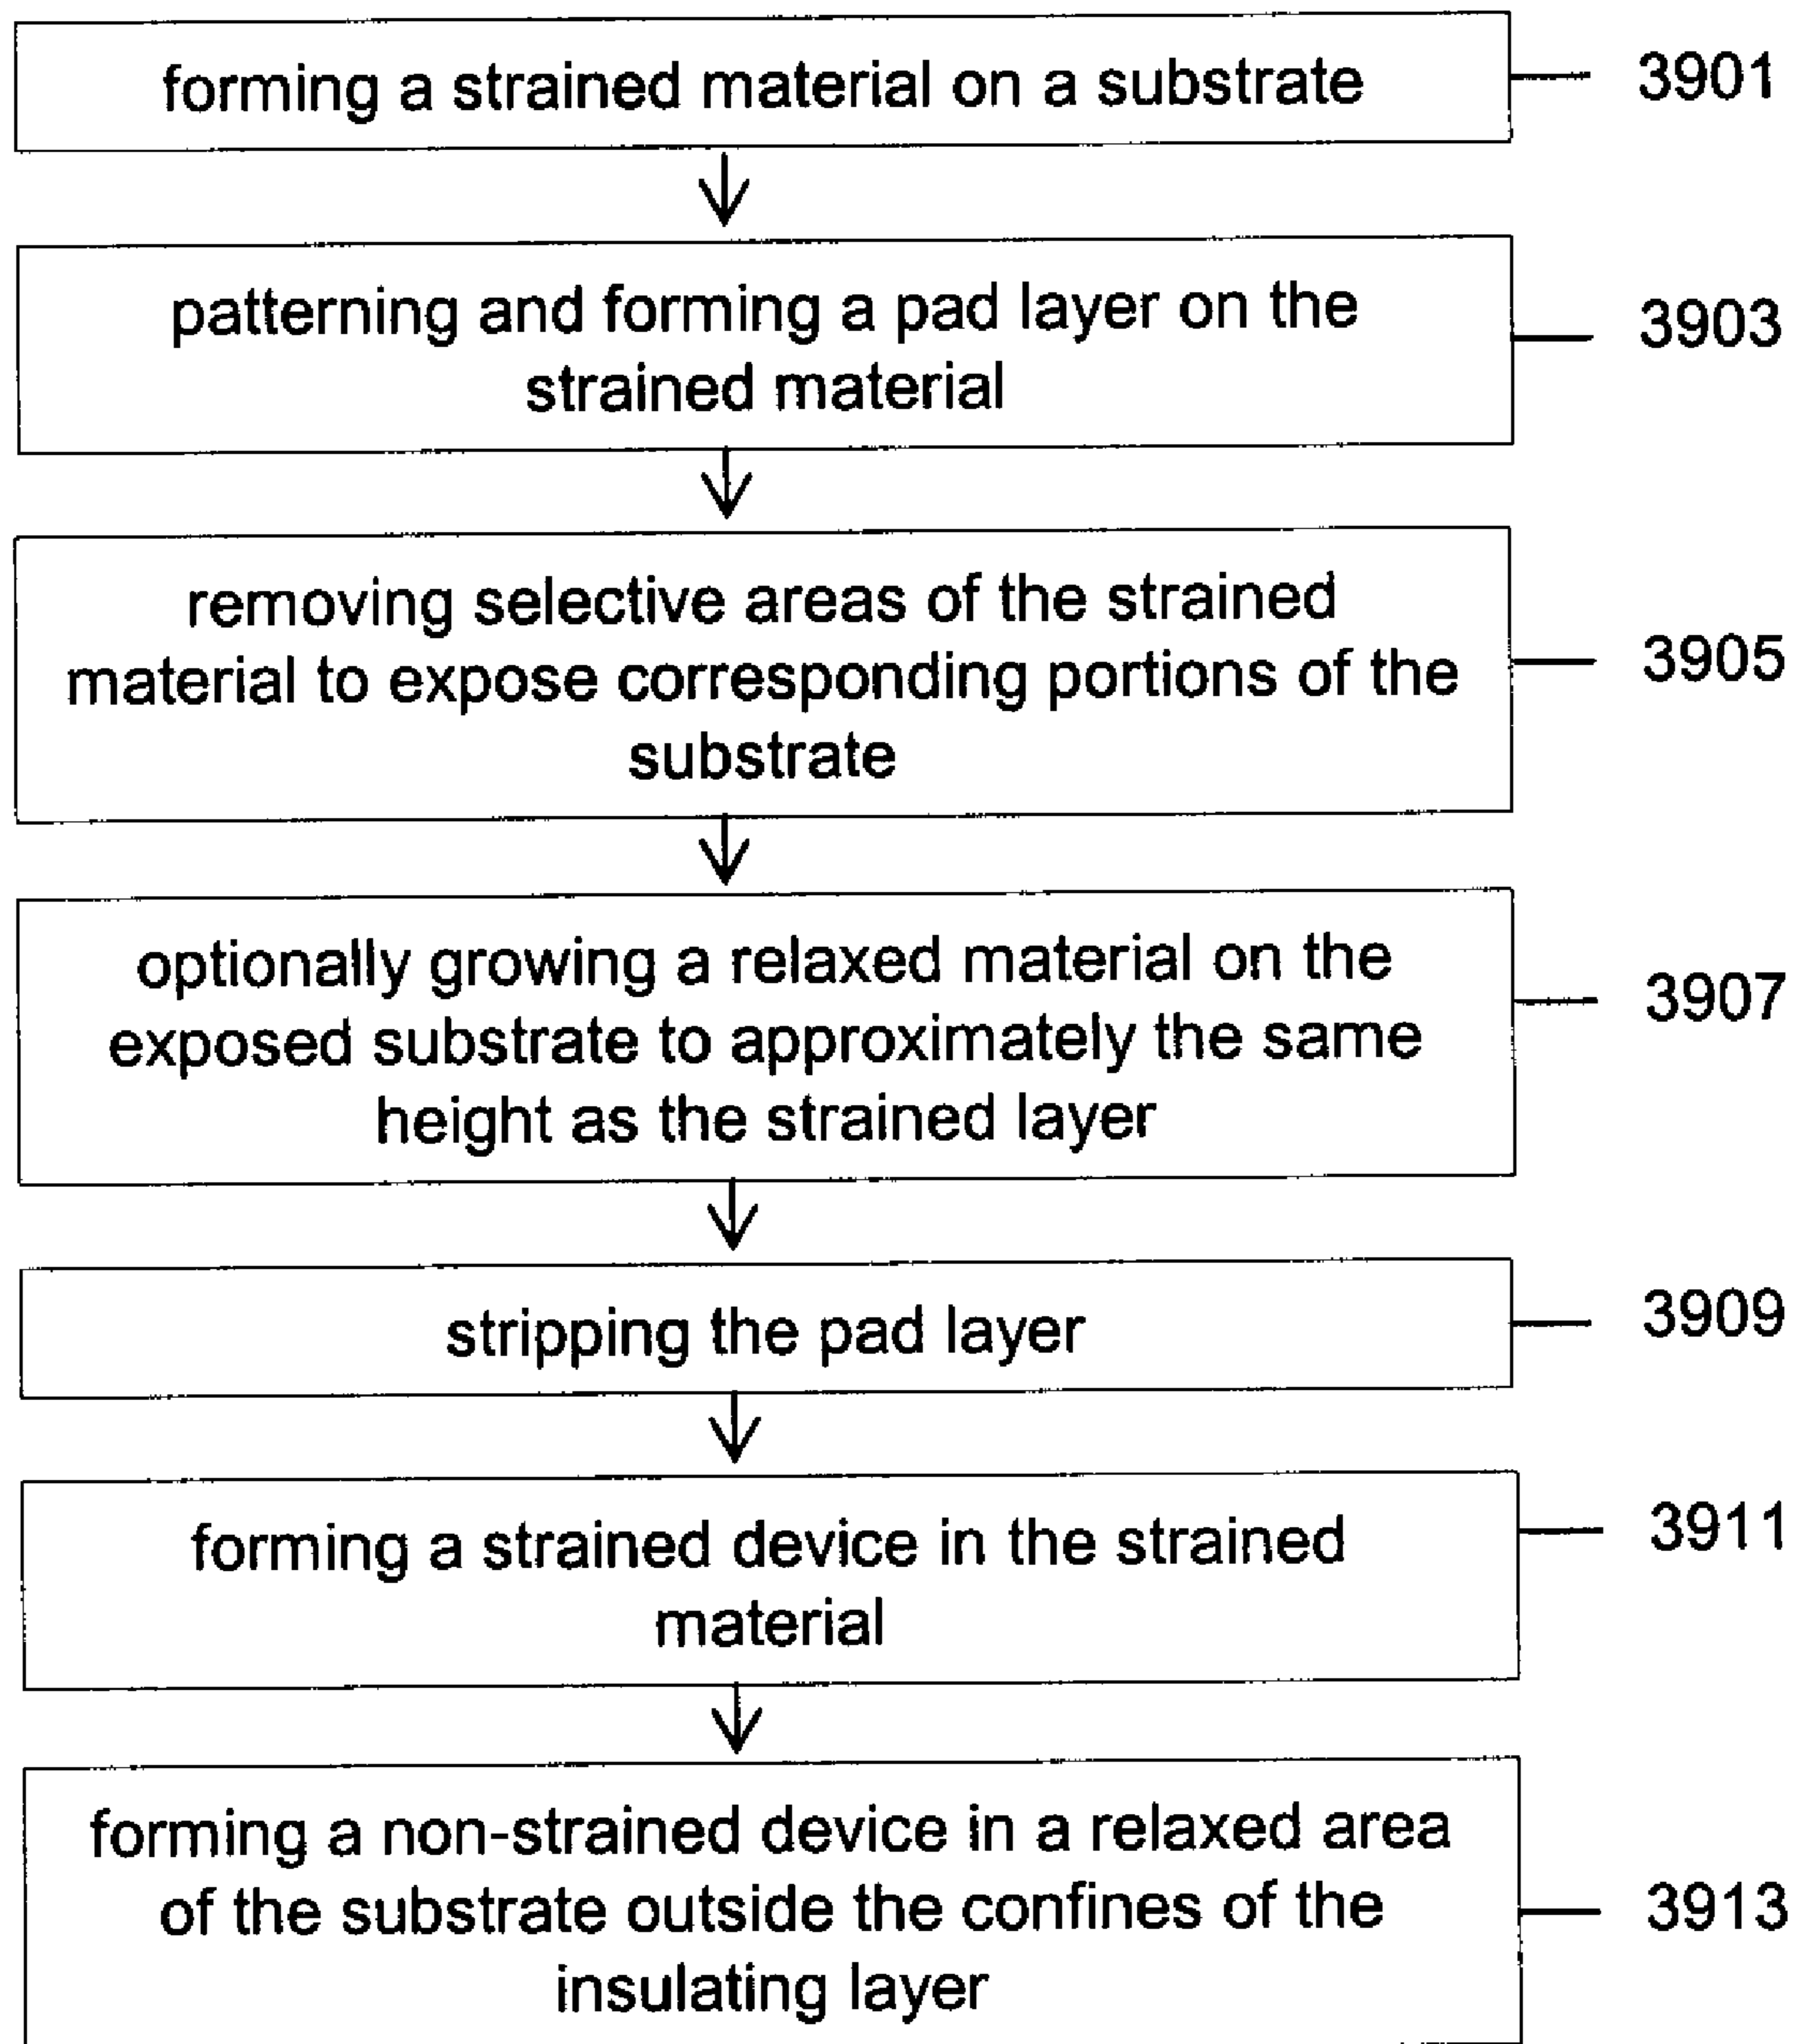 forming a strained material on a substrate
3901
patterning and forming a pad layer on the
strained material
3903
removing selective areas of the strained
material to expose corresponding portions of the
substrate
3905
optionally growing a relaxed material on the
exposed substrate to approximately the same
height as the strained layer
3907
stripping the pad layer
3909
forming a strained device in the strained
material
3911
forming a non-strained device in a relaxed area
of the substrate outside the confines of the
insulating layer
3913